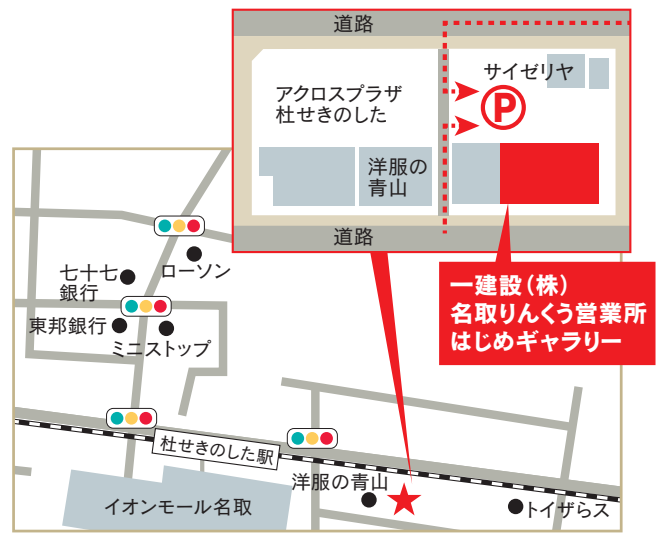 道路
サイゼリヤ
アクロスプラザ
杜せきのした
P
洋服の
青山
道路
一建設(株)
名取りんくう営業所
はじめギャラリー
七十七
銀行
ローソン
東邦銀行
ミニストップ
杜せきのした駅
洋服の青山
イオンモール名取
トイザらス